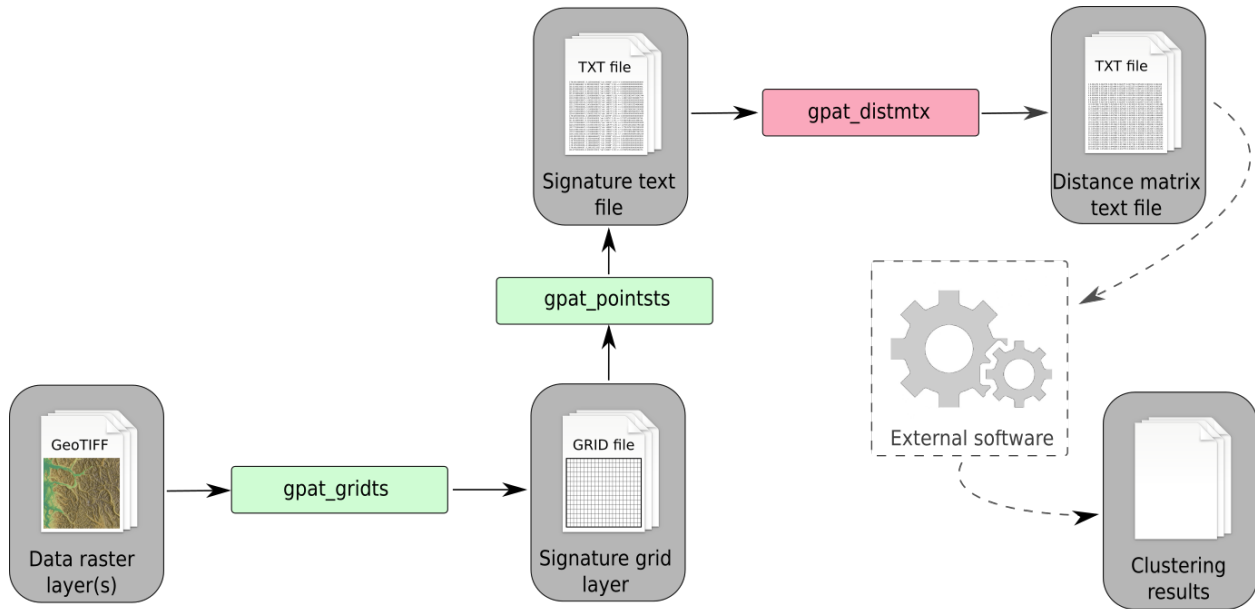 TXT file
Signature text
file
gpat_distmtx
TXT file
Distance matrix
text file
gpat_pointsts
GeoTIFF
Data raster
layer(s)
gpat_gridts
GRID file
Signature grid
layer
External software
Clustering
results